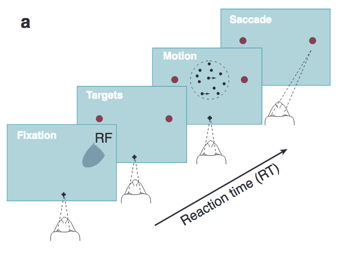 a
Saccade
Motion
Targets
Fixation
RF
Reaction time (RT)